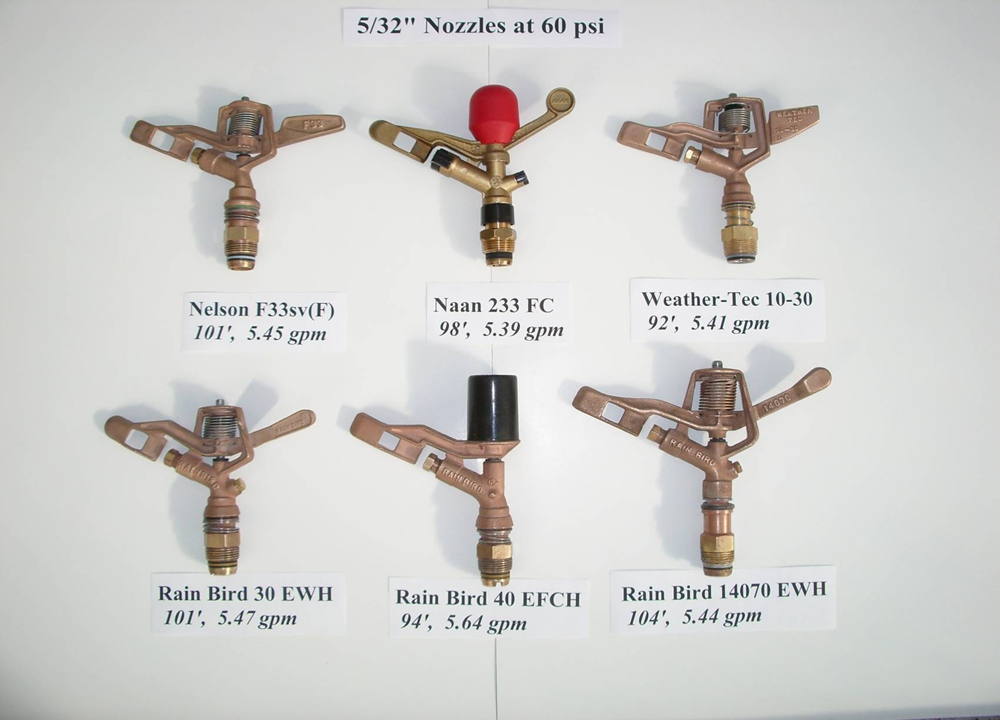 5/32" Nozzles at 60 psi
F33
WEATHER
TEC
10-30
Nelson F33sv(F)
101', 5.45 gpm
Naan 233 FC
98', 5.39 gpm
Weather-Tec 10-30
92', 5.41 gpm
RAIN BIRD
RAIN BIRD
RAIN BIRD
14070
RAIN BIRD
Rain Bird 30 EWH
101', 5.47 gpm
Rain Bird 40 EFCH
94', 5.64 gpm
Rain Bird 14070 EWH
104', 5.44 gpm